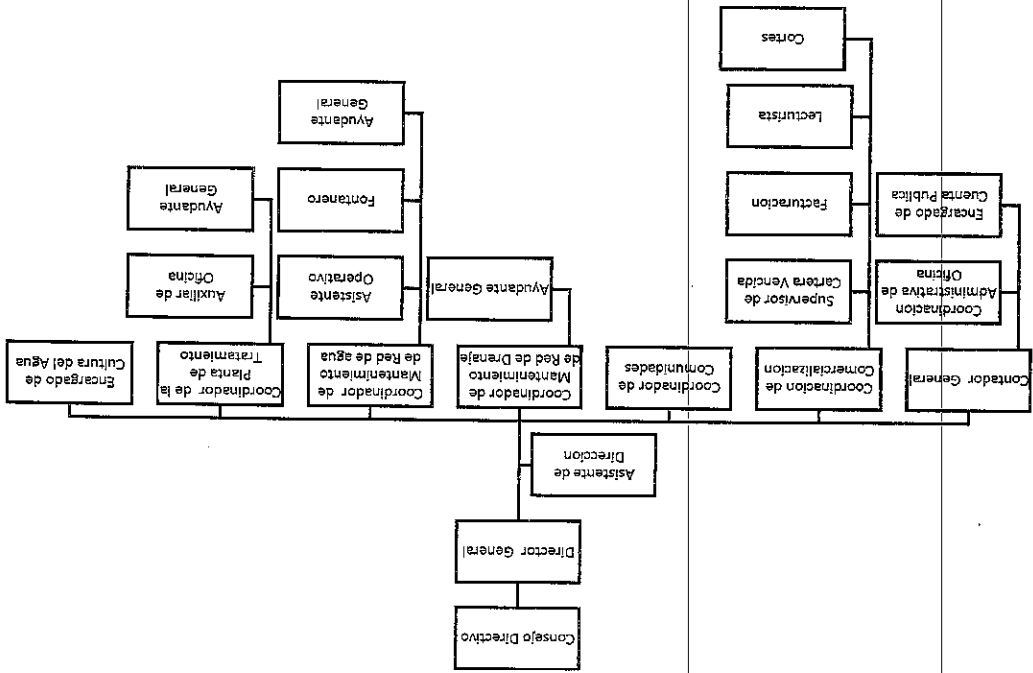 Consejo Directivo
Director General
Asistente de
Direccion
Contador General
Coordinacion
Administrativa de
Oficina
Encargado de
Cuenta Publica
Coordinacion de
Comercializacion
Supervisor de
Cartera Vencida
Facturacion
Lecturista
Cortes
Coordinador de
Comunidades
Coordinador de
Mantenimiento
de Red de Drenaje
Ayudante General
Coordinador de
Mantenimiento
de Red de agua
Asistente
Operativo
Fontanero
Ayudante
General
Coordinador de la
Planta de
Tratamiento
Auxiliar de
Oficina
Ayudante
General
Encargado de
Cultura del Agua